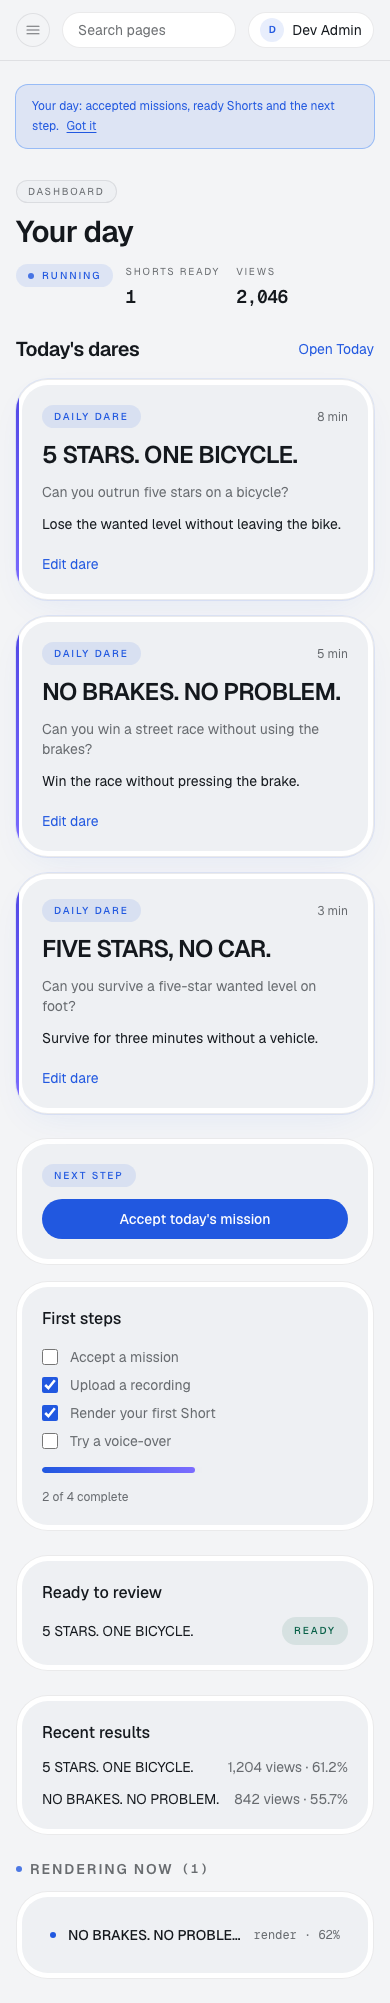 Search pages
D
Dev Admin
Your day: accepted missions, ready Shorts and the next
step. Got it
DASHBOARD
Your day
RUNNING
SHORTS READY
1
VIEWS
2,046
Today's dares
Open Today
DAILY DARE
8 min
5 STARS. ONE BICYCLE.
Can you outrun five stars on a bicycle?
Lose the wanted level without leaving the bike.
Edit dare
DAILY DARE
5 min
NO BRAKES. NO PROBLEM.
Can you win a street race without using the
brakes?
Win the race without pressing the brake.
Edit dare
DAILY DARE
3 min
FIVE STARS, NO CAR.
Can you survive a five-star wanted level on
foot?
Survive for three minutes without a vehicle.
Edit dare
NEXT STEP
Accept today's mission
First steps
Accept a mission
Upload a recording
Render your first Short
Try a voice-over
2 of 4 complete
Ready to review
5 STARS. ONE BICYCLE.
READY
Recent results
5 STARS. ONE BICYCLE. 1,204 views · 61.2%
NO BRAKES. NO PROBLEM. 842 views · 55.7%
RENDERING NOW (1)
NO BRAKES. NO PROBLE... render · 62%